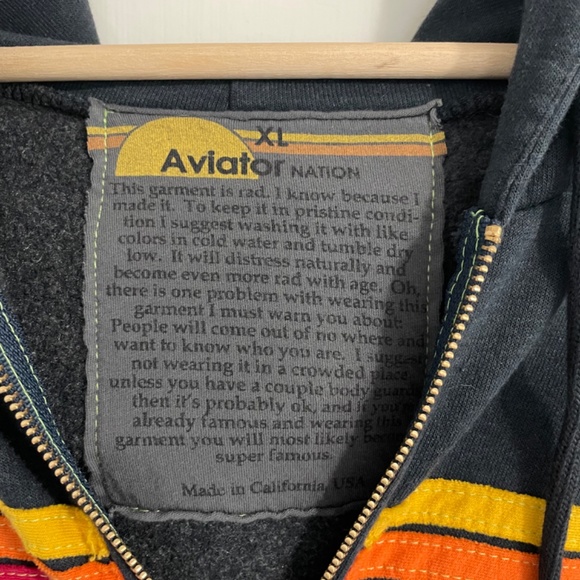 XL
Aviator NATION
This garment is rad. I know because I
made it. To keep it in pristine condi-
tion I suggest washing it with like
colors in cold water and tumble dry
low. It will distress naturally and
become even more rad with age. Oh,
there is one problem with wearing this
garment I must warn you about:
People will come out of no where and
want to know who you are. I suggest
not wearing it in a crowded place
unless you have a couple body guards
then it's probably ok, and if you're
already famous and wearing this
garment you will most likely become
super famous.
Made in California, USA